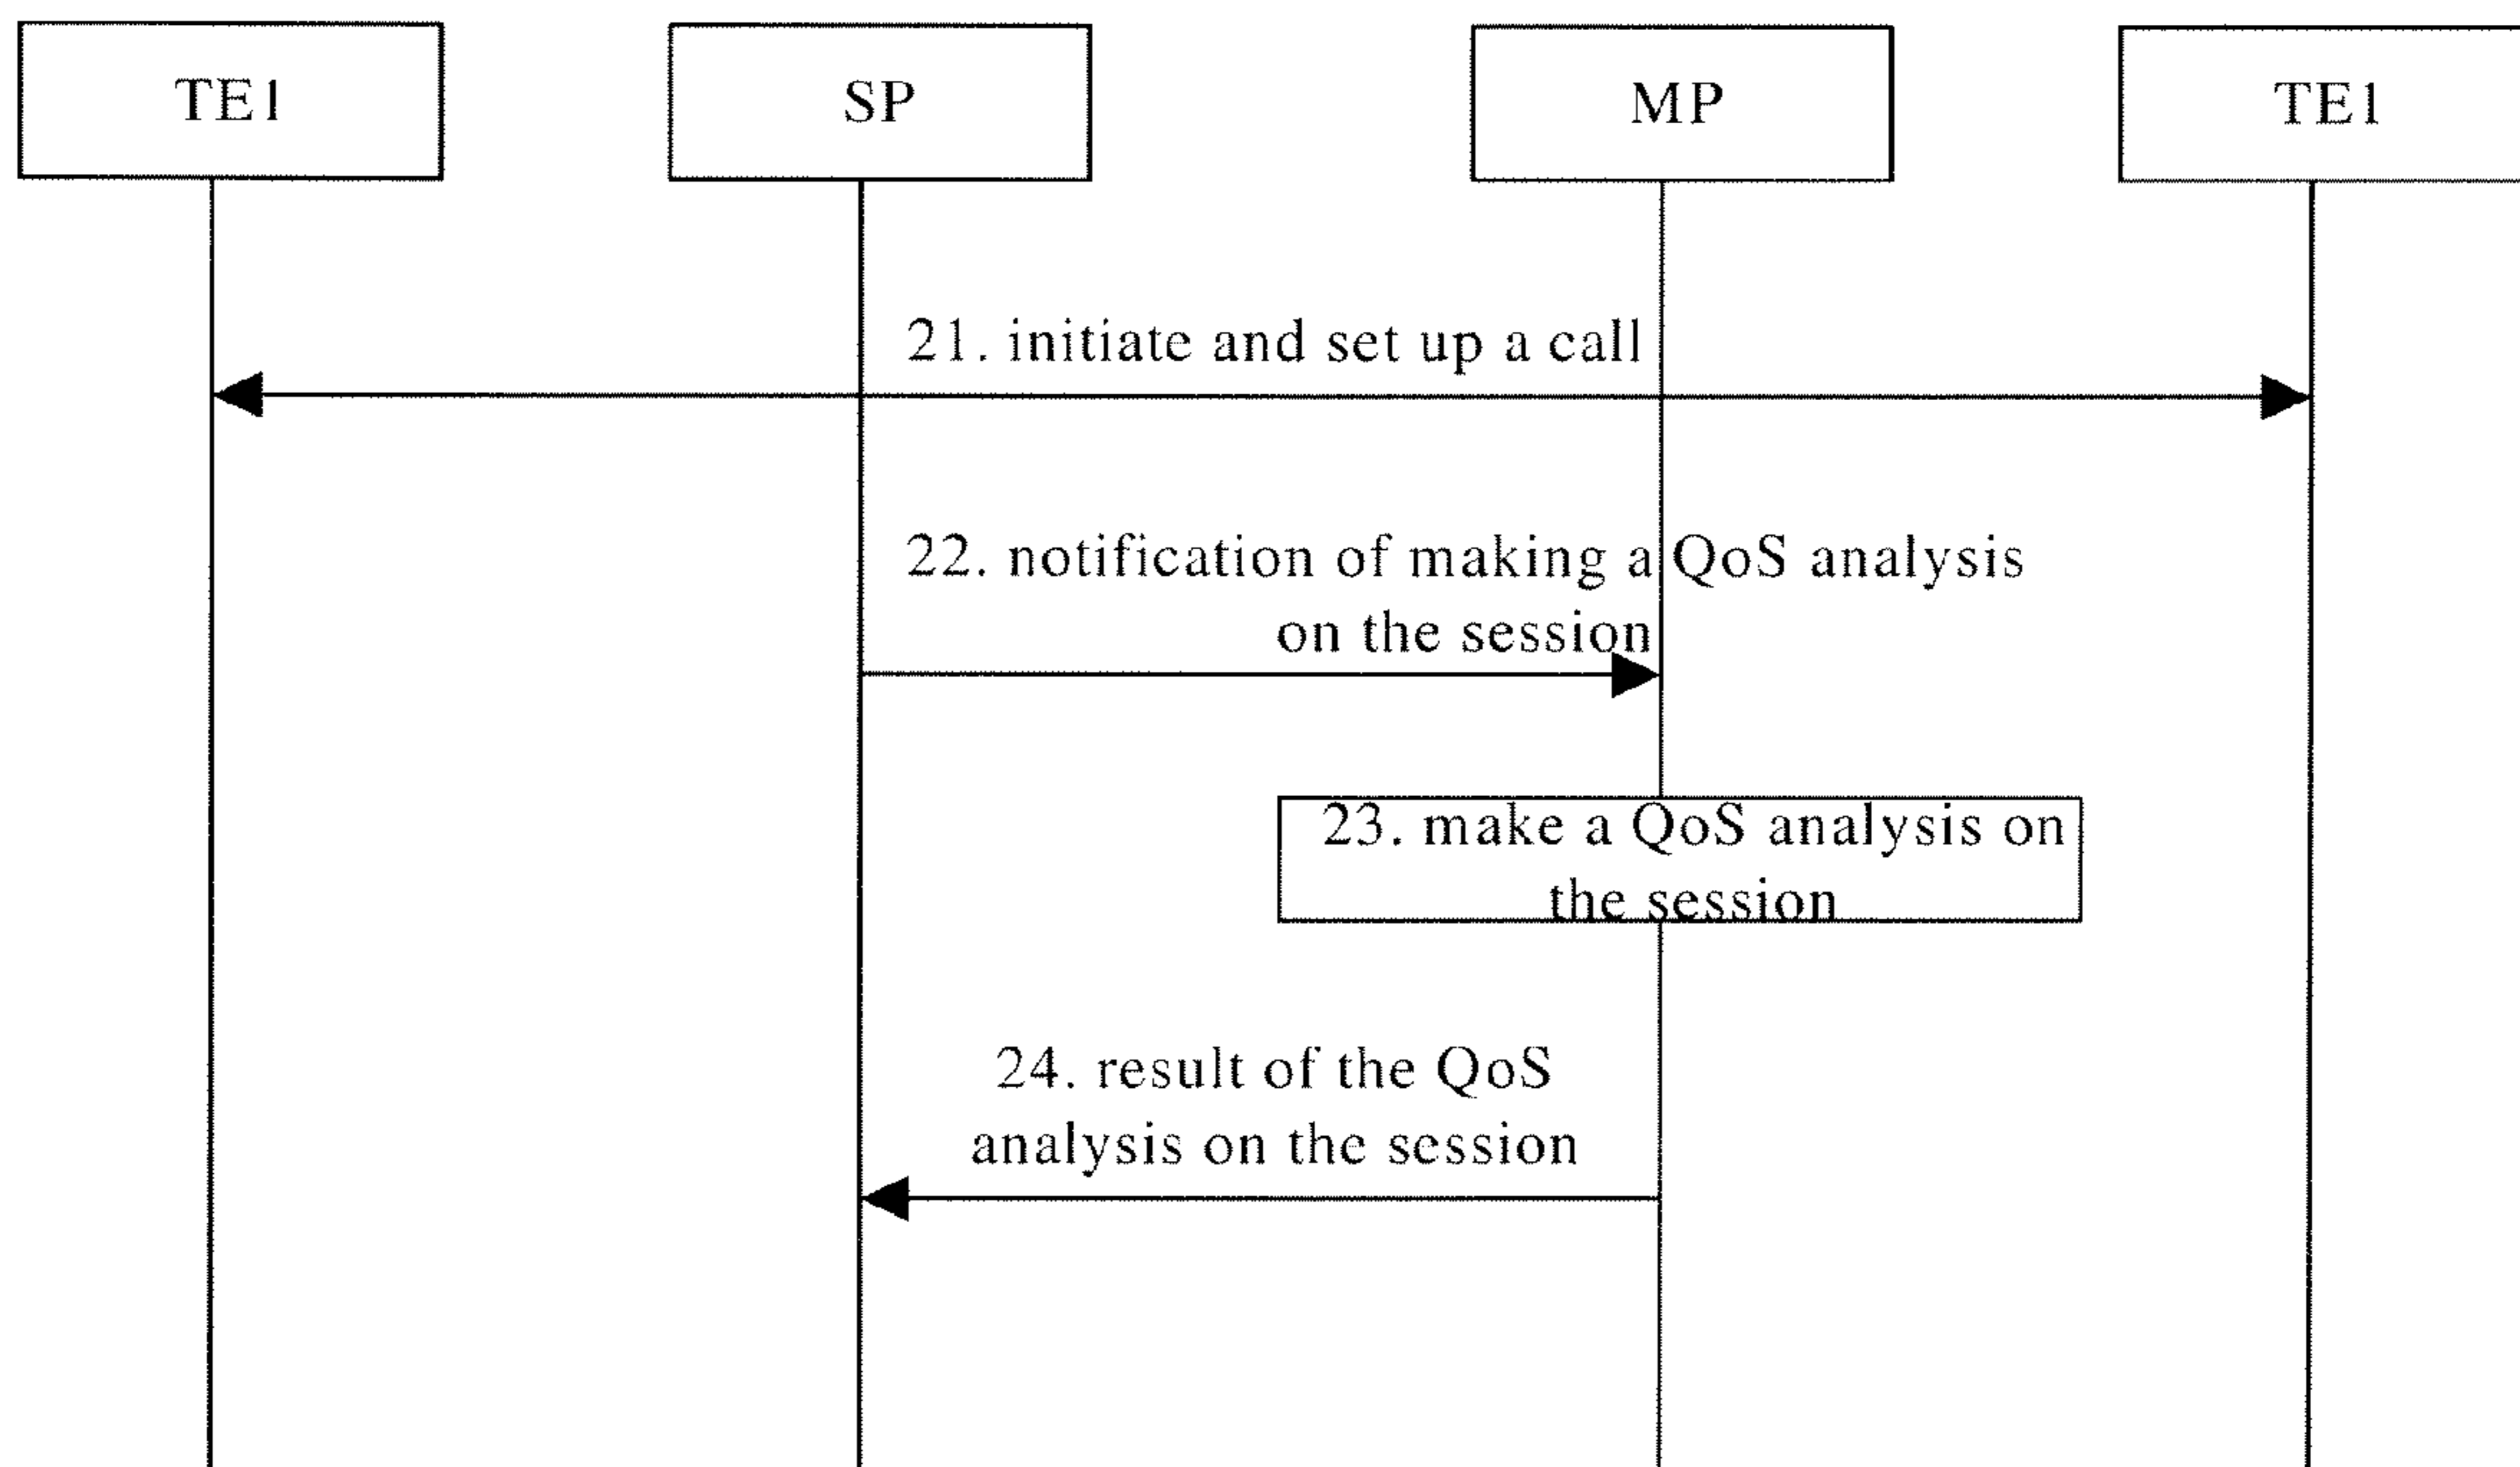 TE1
SP
MP
TE1
21. initiate and set up a call
22. notification of making a QoS analysis
on the session
23. make a QoS analysis on
the session
24. result of the QoS
analysis on the session